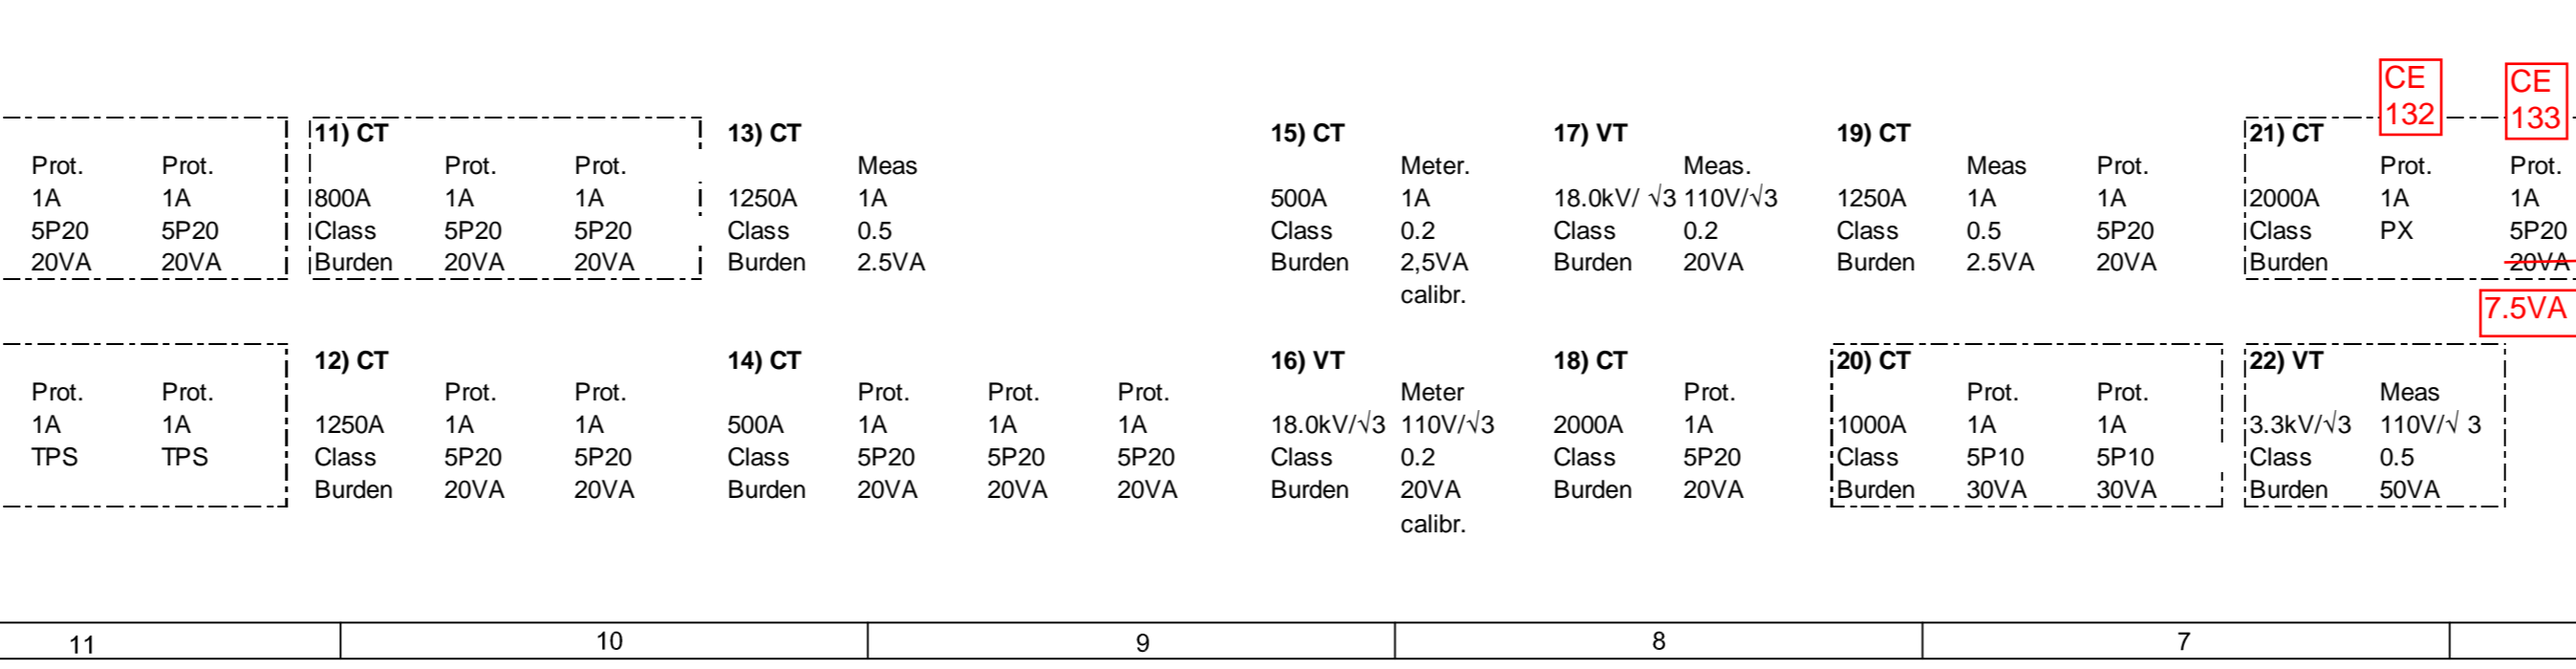 CE CE
132 133
11) CT 13) CT 15) CT 17) VT 19) CT 21) CT
Prot. Prot. Prot. Prot. Meas Meter. Meas. Meas Prot. Prot. Prot.
1A 1A 800A 1A 1A 1250A 1A 500A 1A 18.0kV/ √3 110V/√3 1250A 1A 1A 2000A 1A 1A
5P20 5P20 Class 5P20 5P20 Class 0.5 Class 0.2 Class 0.2 Class 0.5 5P20 Class PX 5P20
20VA 20VA Burden 20VA 20VA Burden 2.5VA Burden 2,5VA Burden 20VA Burden 2.5VA 20VA Burden 20VA
calibr. 7.5VA
12) CT 14) CT 16) VT 18) CT 20) CT 22) VT
Prot. Prot. Prot. Prot. Prot. Prot. Prot. Meter Prot. Prot. Prot. Meas
1A 1A 1250A 1A 1A 500A 1A 1A 1A 18.0kV/√3 110V/√3 2000A 1A 1000A 1A 1A 3.3kV/√3 110V/√ 3
TPS TPS Class 5P20 5P20 Class 5P20 5P20 5P20 Class 0.2 Class 5P20 Class 5P10 5P10 Class 0.5
Burden 20VA 20VA Burden 20VA 20VA 20VA Burden 20VA Burden 20VA Burden 30VA 30VA Burden 50VA
calibr.
11 10 9 8 7